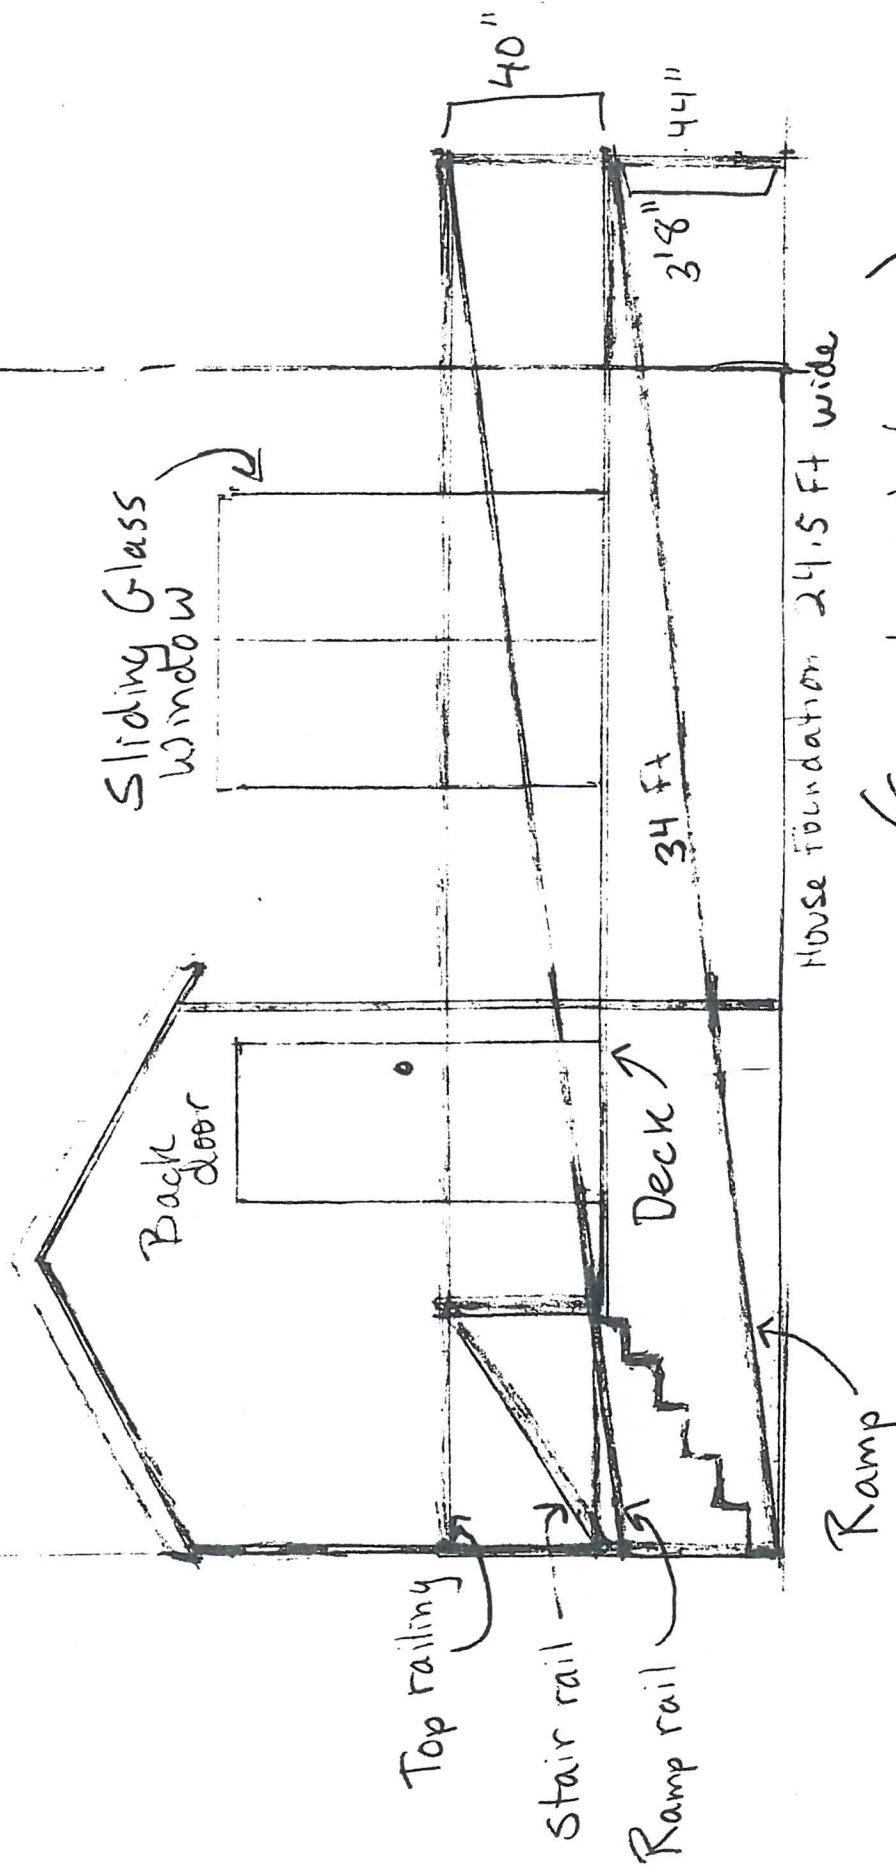 40"
44"
3'8"
Sliding Glass
Window
Back
door
34 ft
House foundation 24.5 Ft wide
Deck
Top railing
Stair rail
Ramp rail
Ramp